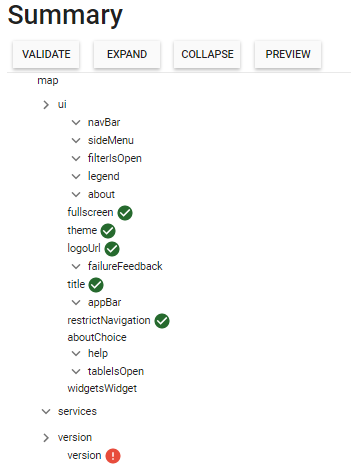 Summary
VALIDATE EXPAND COLLAPSE PREVIEW
map
ui
navBar
sideMenu
filterIsOpen
legend
about
fullscreen
theme
logoUrl
failureFeedback
title
appBar
restrictNavigation
aboutChoice
help
tableIsOpen
widgetsWidget
services
version
version